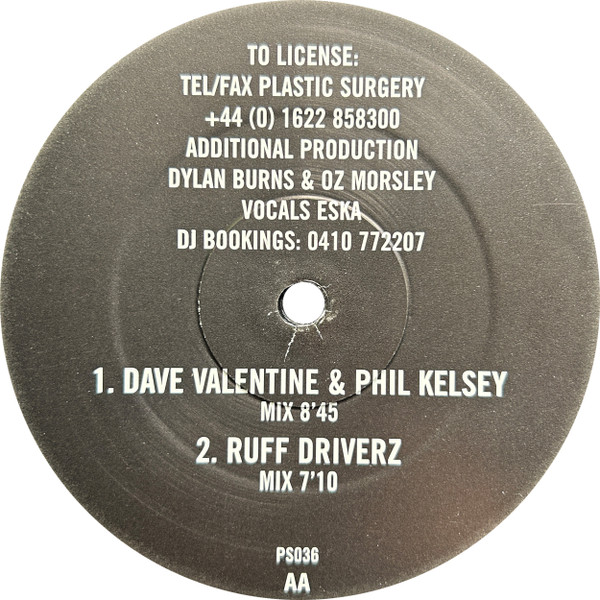 TO LICENSE:
TEL/FAX PLASTIC SURGERY
+44 (0) 1622 858300
ADDITIONAL PRODUCTION
DYLAN BURNS & OZ MORSLEY
VOCALS ESKA
DJ BOOKINGS: 0410 772207
1. DAVE VALENTINE & PHIL KELSEY
MIX 8'45
2. RUFF DRIVERZ
MIX 7'10
PS036
AA